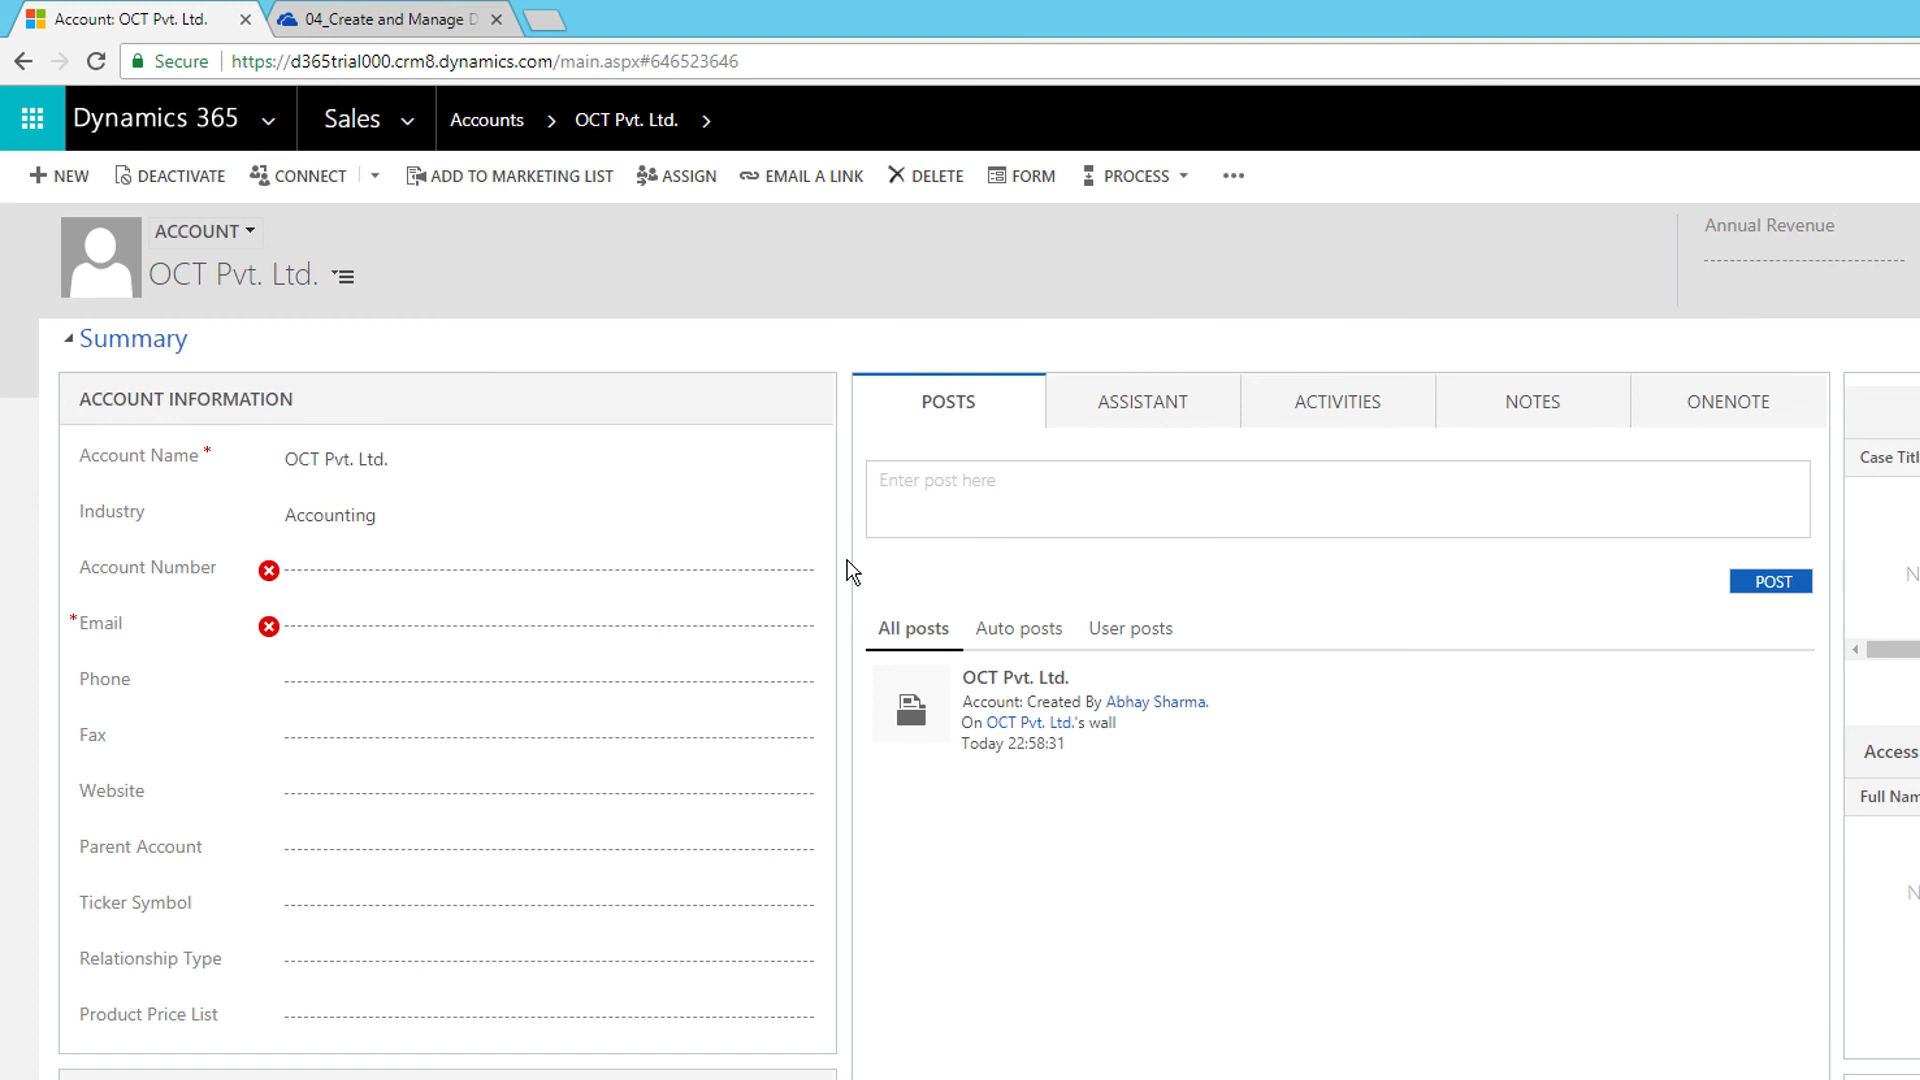 Account: OCT Pvt. Ltd.
04_Create and Manage D
Secure
https://d365trial000.crm8.dynamics.com/main.aspx#646523646
Dynamics 365
Sales
Accounts
OCT Pvt. Ltd.
NEW
DEACTIVATE
CONNECT
ADD TO MARKETING LIST
ASSIGN
EMAIL A LINK
DELETE
FORM
PROCESS
ACCOUNT
OCT Pvt. Ltd.
Annual Revenue
Summary
ACCOUNT INFORMATION
Account Name *
OCT Pvt. Ltd.
Industry
Accounting
Account Number
* Email
Phone
Fax
Website
Parent Account
Ticker Symbol
Relationship Type
Product Price List
POSTS
ASSISTANT
ACTIVITIES
NOTES
ONENOTE
Enter post here
POST
All posts
Auto posts
User posts
OCT Pvt. Ltd.
Account: Created By Abhay Sharma.
On OCT Pvt. Ltd.'s wall
Today 22:58:31
Case Titl
N
Access
Full Nam
N